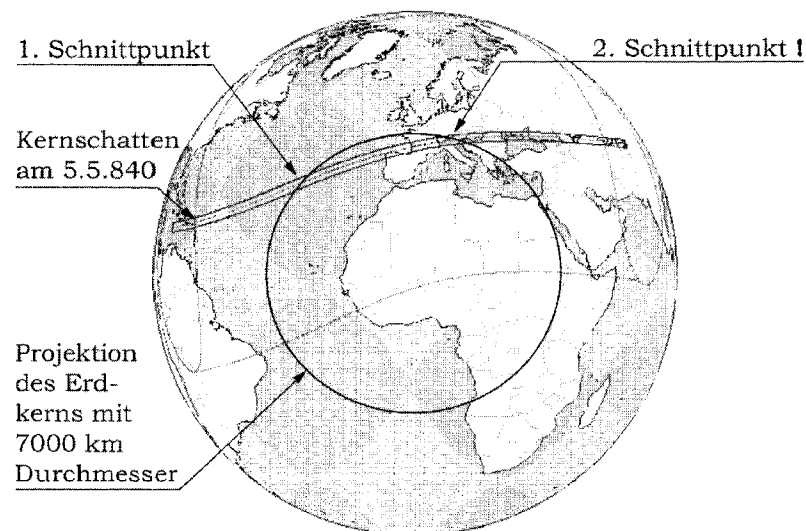 1. Schnittpunkt
2. Schnittpunkt !
Kernschatten
am 5.5.840
Projektion
des Erd-
kerns mit
7000 km
Durchmesser